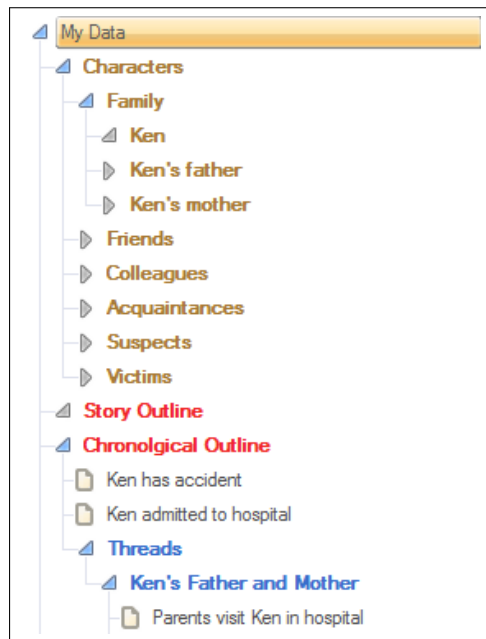 My Data
Characters
Family
Ken
Ken's father
Ken's mother
Friends
Colleagues
Acquaintances
Suspects
Victims
Story Outline
Chronolgical Outline
Ken has accident
Ken admitted to hospital
Threads
Ken's Father and Mother
Parents visit Ken in hospital